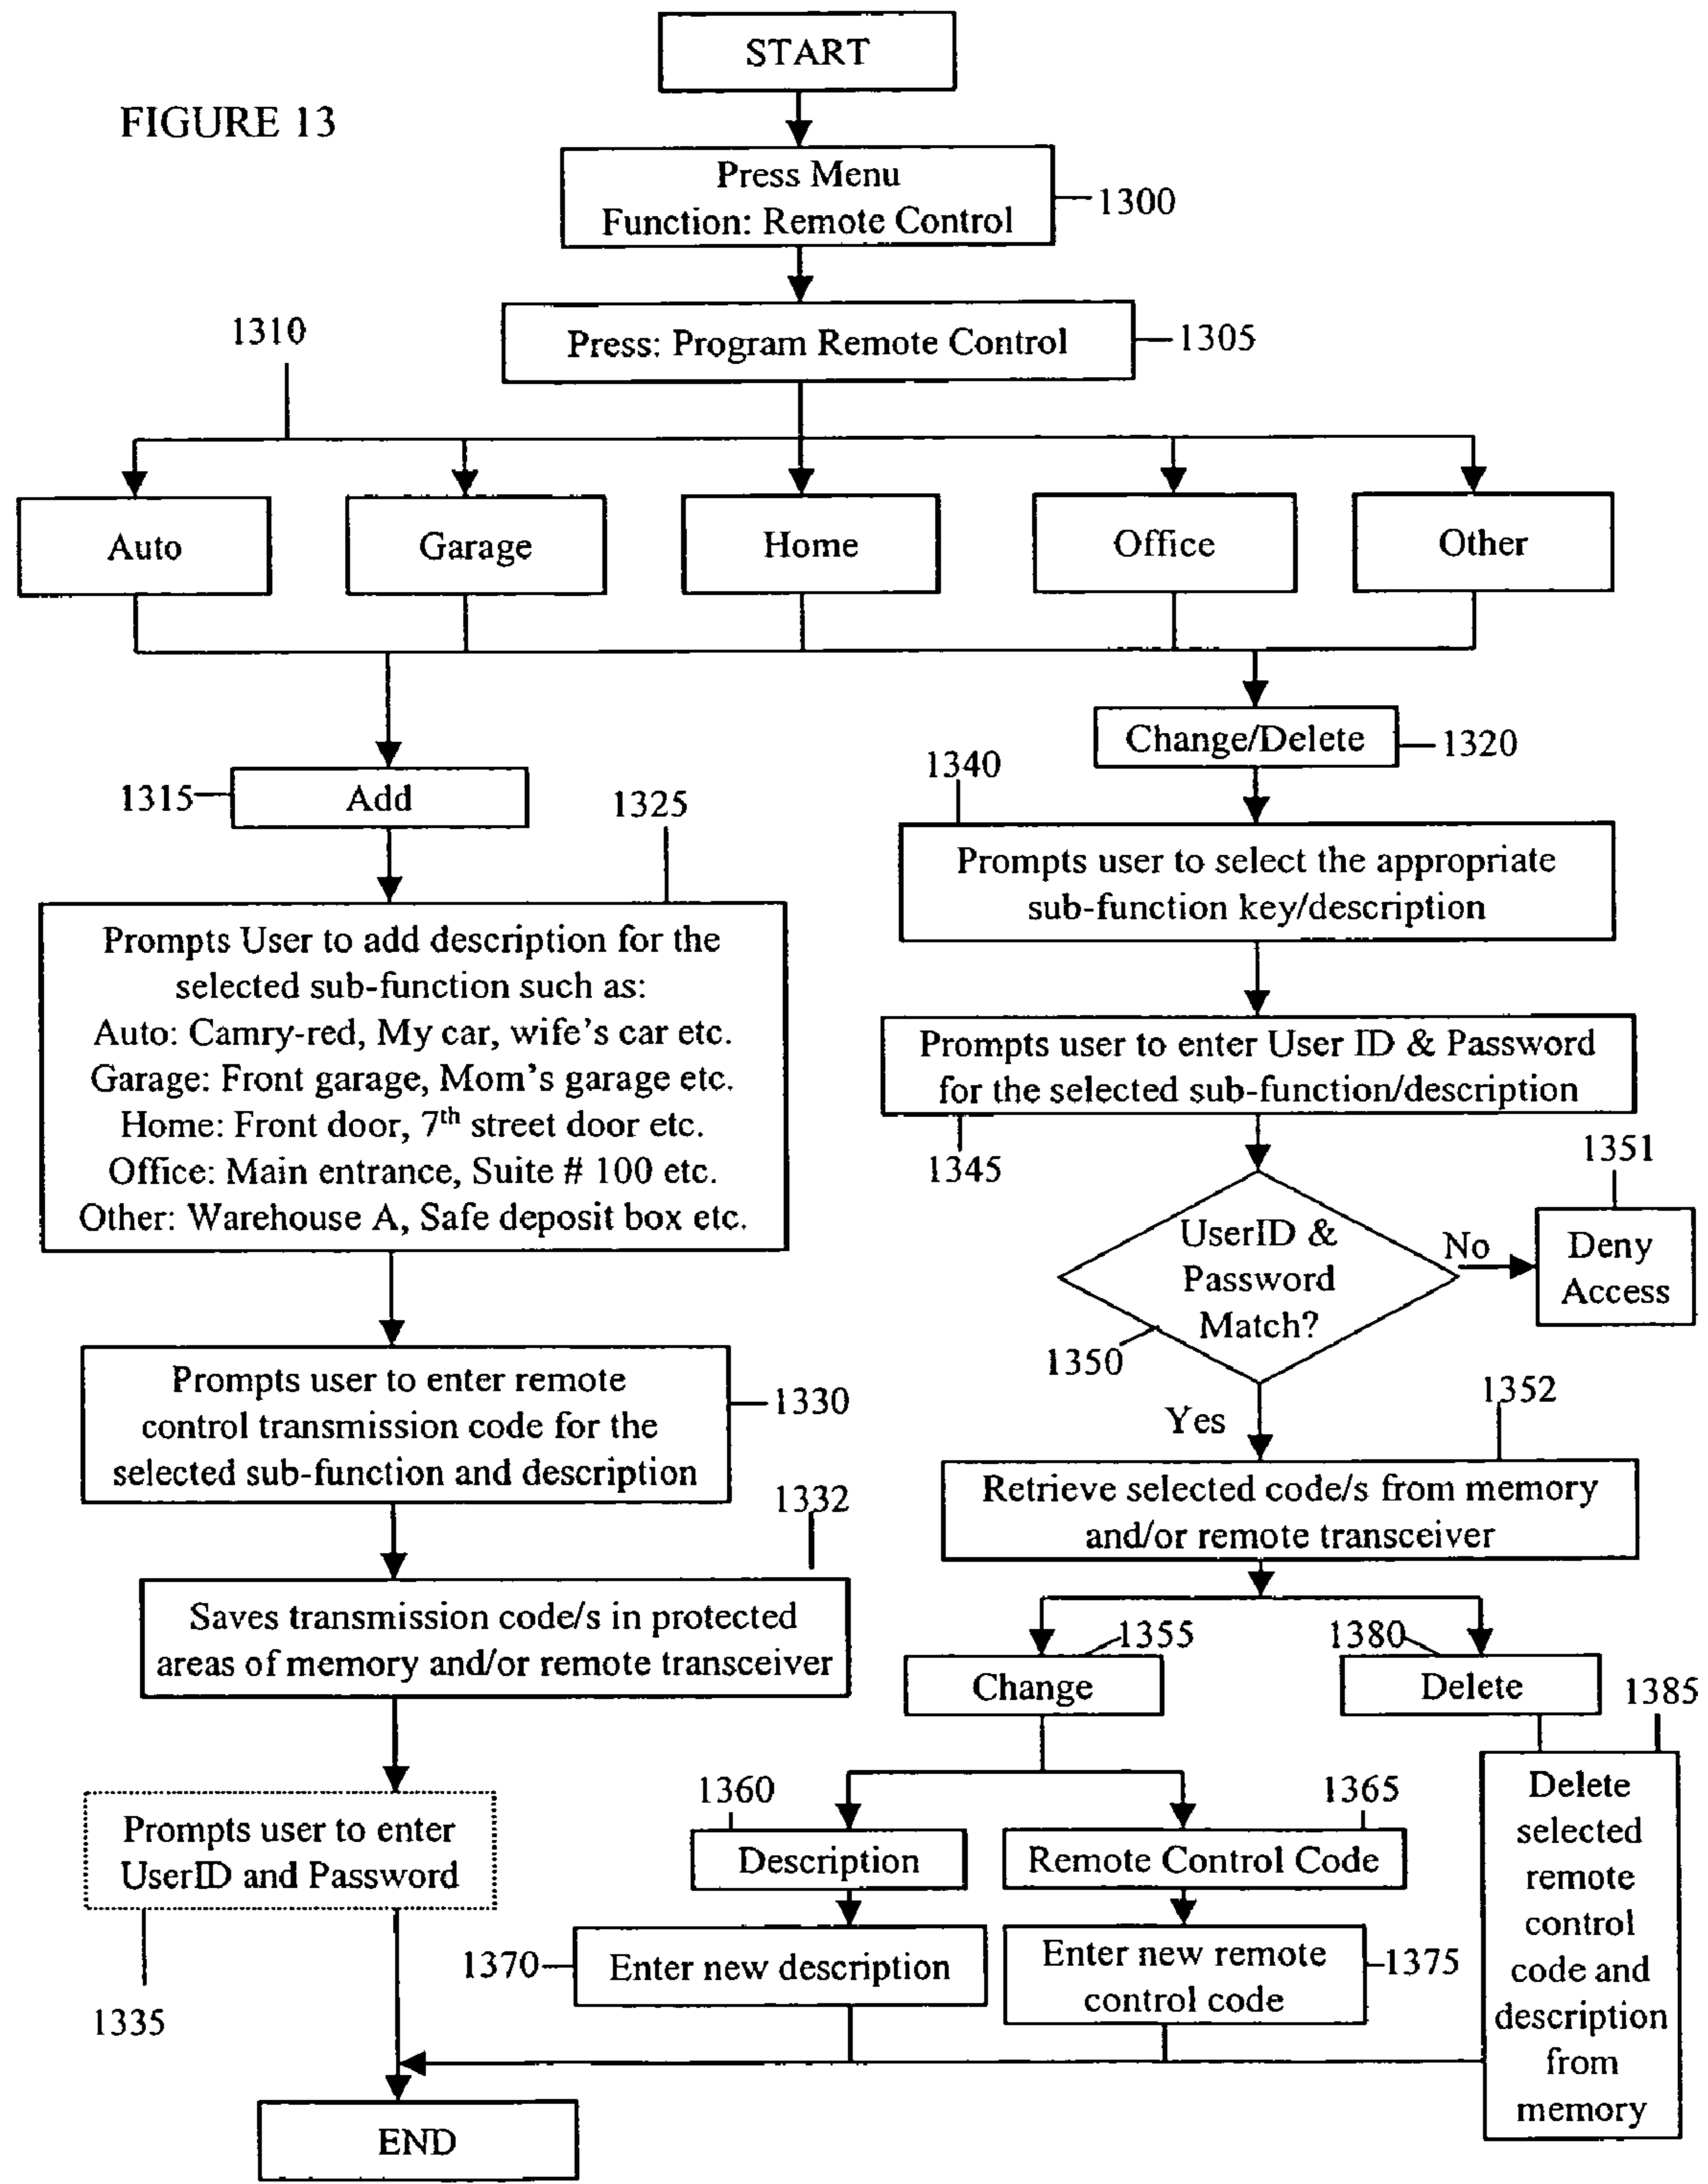 START
FIGURE 13
Press Menu
Function: Remote Control
1300
1310
Press: Program Remote Control
1305
Auto
Garage
Home
Office
Other
Change/Delete
1320
1315
Add
1325
1340
Prompts user to select the appropriate
sub-function key/description
Prompts User to add description for the
selected sub-function such as:
Auto: Camry-red, My car, wife's car etc.
Garage: Front garage, Mom's garage etc.
Home: Front door, 7th street door etc.
Office: Main entrance, Suite # 100 etc.
Other: Warehouse A, Safe deposit box etc.
Prompts user to enter User ID & Password
for the selected sub-function/description
1345
1351
UserID &
Password
Match?
No
Deny
Access
1350
Prompts user to enter remote
control transmission code for the
selected sub-function and description
1330
Yes
1352
1332
Retrieve selected code/s from memory
and/or remote transceiver
Saves transmission code/s in protected
areas of memory and/or remote transceiver
1355
1380
Change
Delete
1385
Prompts user to enter
UserID and Password
1335
1360
1365
Description
Remote Control Code
1370
Enter new description
Enter new remote
control code
1375
Delete
selected
remote
control
code and
description
from
memory
END